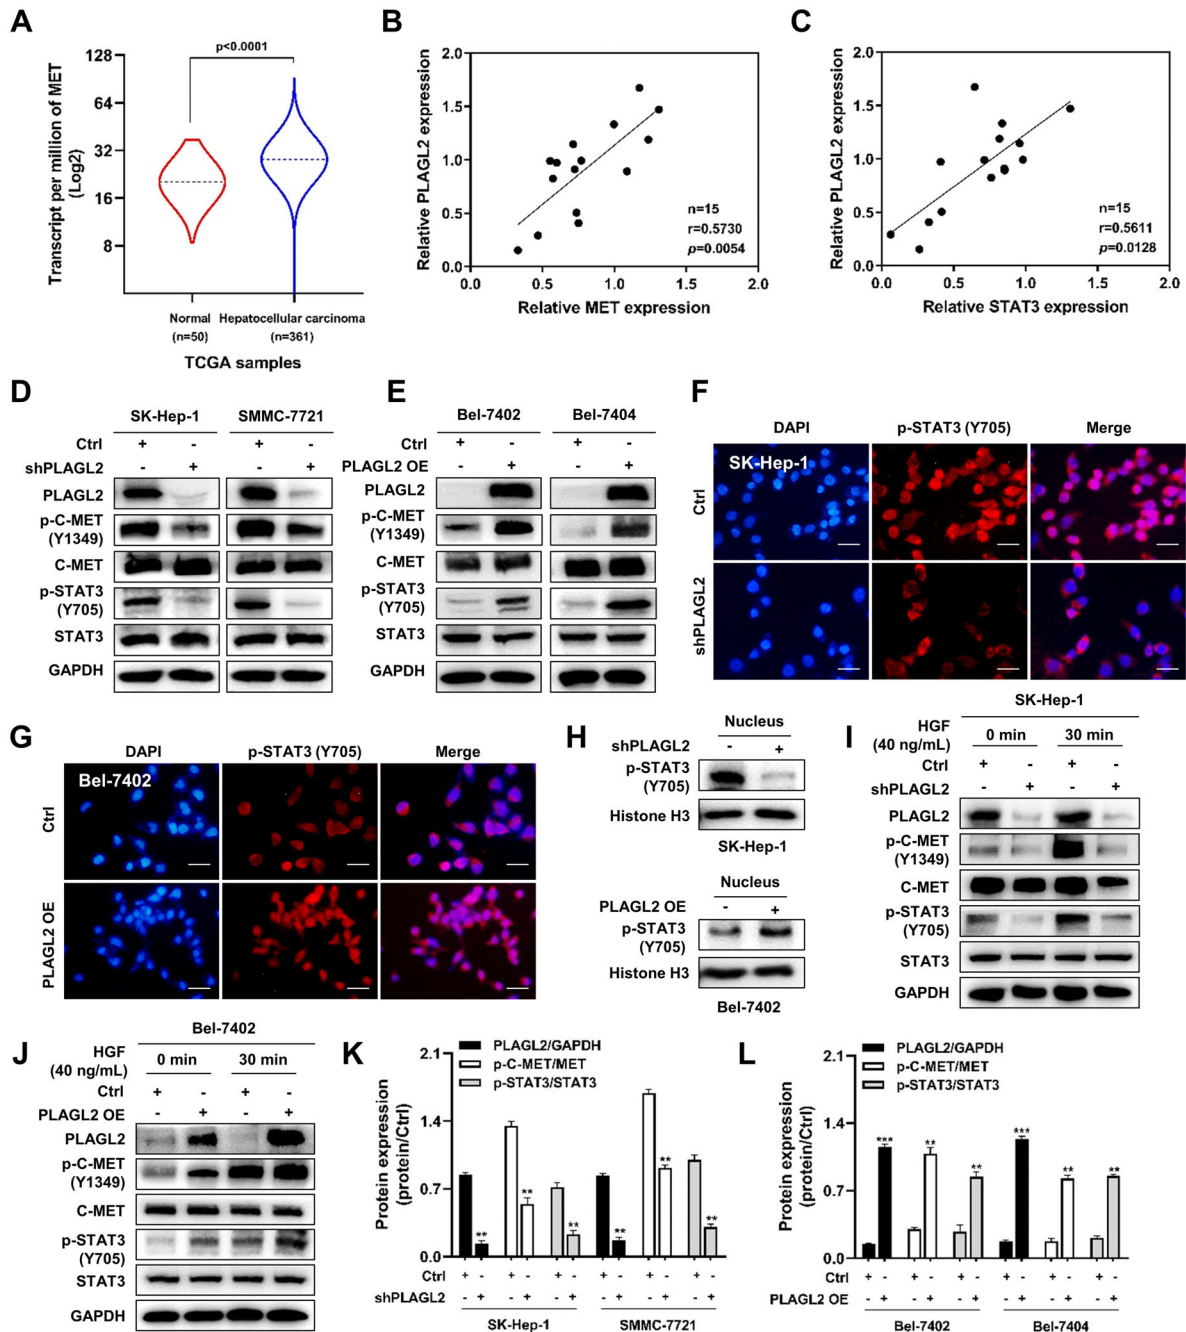 A
p<0.0001
128
64
32
16
8
Transcript per million of MET
(Log2)
Normal
(n=50)
Hepatocellular carcinoma
(n=361)
TCGA samples
B
2.0
1.5
1.0
0.5
0.0
Relative PLAGL2 expression
n=15
r=0.5730
p=0.0054
0.0 0.5 1.0 1.5 2.0
Relative MET expression
C
2.0
1.5
1.0
0.5
0.0
Relative PLAGL2 expression
n=15
r=0.5611
p=0.0128
0.0 0.5 1.0 1.5 2.0
Relative STAT3 expression
D
SK-Hep-1 SMMC-7721
Ctrl + - + -
shPLAGL2 - + - +
PLAGL2
p-C-MET
(Y1349)
C-MET
p-STAT3
(Y705)
STAT3
GAPDH
E
Bel-7402 Bel-7404
Ctrl + - + -
PLAGL2 OE - + - +
PLAGL2
p-C-MET
(Y1349)
C-MET
p-STAT3
(Y705)
STAT3
GAPDH
F
DAPI p-STAT3 (Y705) Merge
SK-Hep-1
Ctrl
shPLAGL2
G
DAPI p-STAT3 (Y705) Merge
Bel-7402
Ctrl
PLAGL2 OE
H
Nucleus
shPLAGL2 - +
p-STAT3
(Y705)
Histone H3
SK-Hep-1
Nucleus
PLAGL2 OE - +
p-STAT3
(Y705)
Histone H3
Bel-7402
I
SK-Hep-1
HGF
(40 ng/mL)
0 min 30 min
Ctrl + - + -
shPLAGL2 - + - +
PLAGL2
p-C-MET
(Y1349)
C-MET
p-STAT3
(Y705)
STAT3
GAPDH
J
Bel-7402
HGF
(40 ng/mL)
0 min 30 min
Ctrl + - + -
PLAGL2 OE - + - +
PLAGL2
p-C-MET
(Y1349)
C-MET
p-STAT3
(Y705)
STAT3
GAPDH
K
PLAGL2/GAPDH
p-C-MET/MET
p-STAT3/STAT3
2.1
1.4
0.7
0.0
Protein expression
(protein/Ctrl)
** ** ** ** ** **
Ctrl + - + - + - + - + - + -
shPLAGL2 - + - + - + - + - + - +
SK-Hep-1 SMMC-7721
L
PLAGL2/GAPDH
p-C-MET/MET
p-STAT3/STAT3
2.1
1.4
0.7
0.0
Protein expression
(protein/Ctrl)
*** ** ** *** ** **
Ctrl + - + - + - + - + - + -
PLAGL2 OE - + - + - + - + - + - +
Bel-7402 Bel-7404